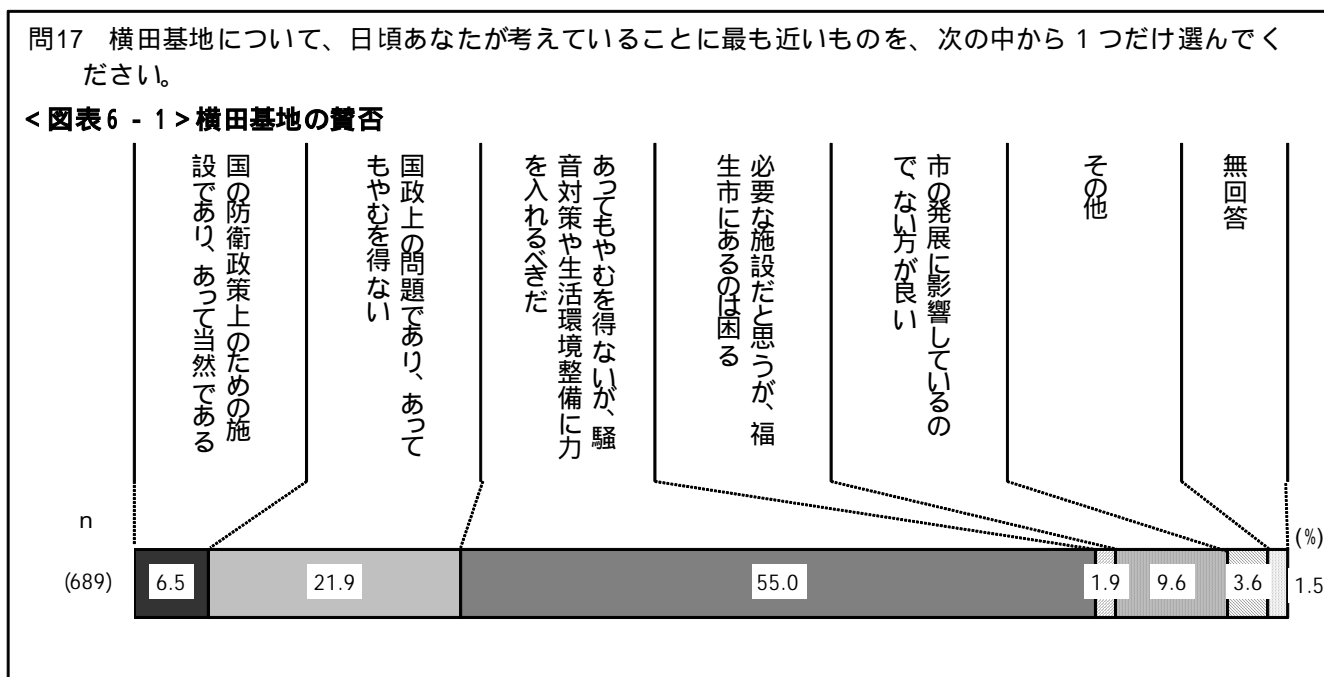 問17 横田基地について、日頃あなたが考えていることに最も近いものを、次の中から1つだけ選んでく
ださい。
<図表6-1>横田基地の賛否
国の防衛政策上のための施
設であり、あって当然である
国政上の問題であり、あって
もやむを得ない
あってもやむを得ないが、騒
音対策や生活環境整備に力
を入れるべきだ
必要な施設だと思うが、福
生市にあるのは困る
市の発展に影響しているの
で、ない方が良い
その他
無回答
n
(%)
(689)
6.5
21.9
55.0
1.9
9.6
3.6
1.5